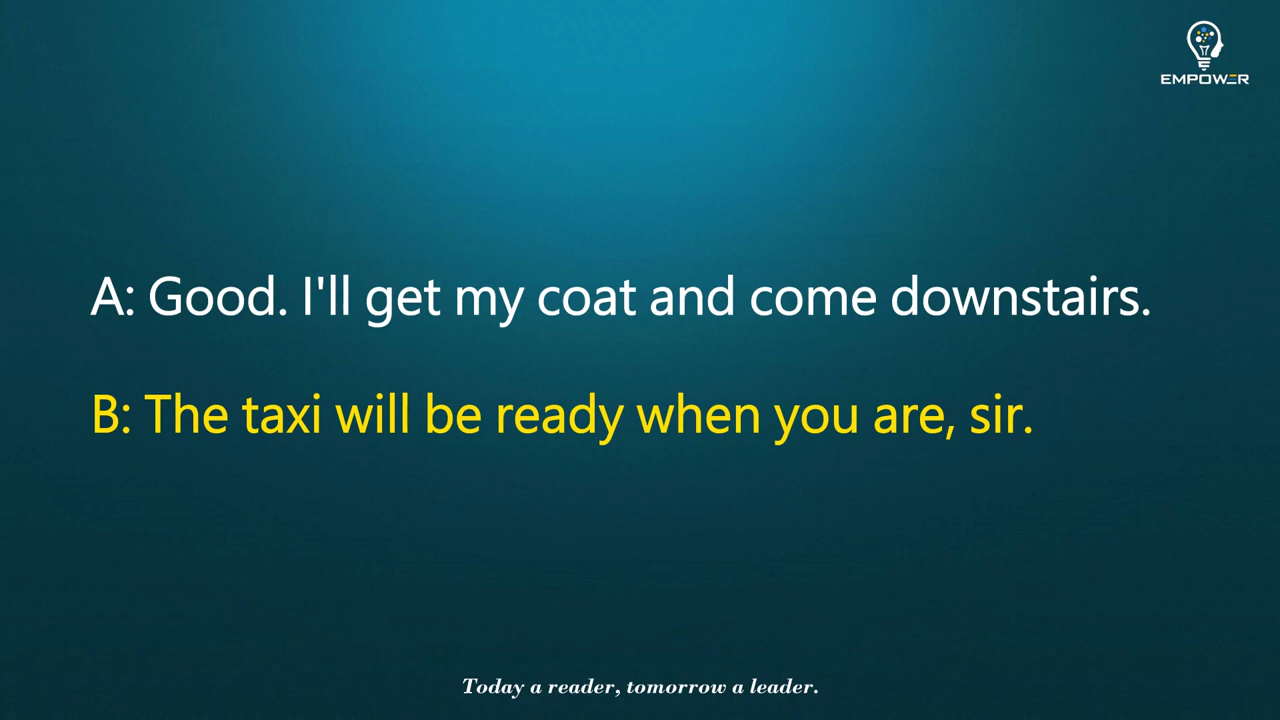 EMPOWER
A: Good. I'll get my coat and come downstairs.
B: The taxi will be ready when you are, sir.
Today a reader, tomorrow a leader.